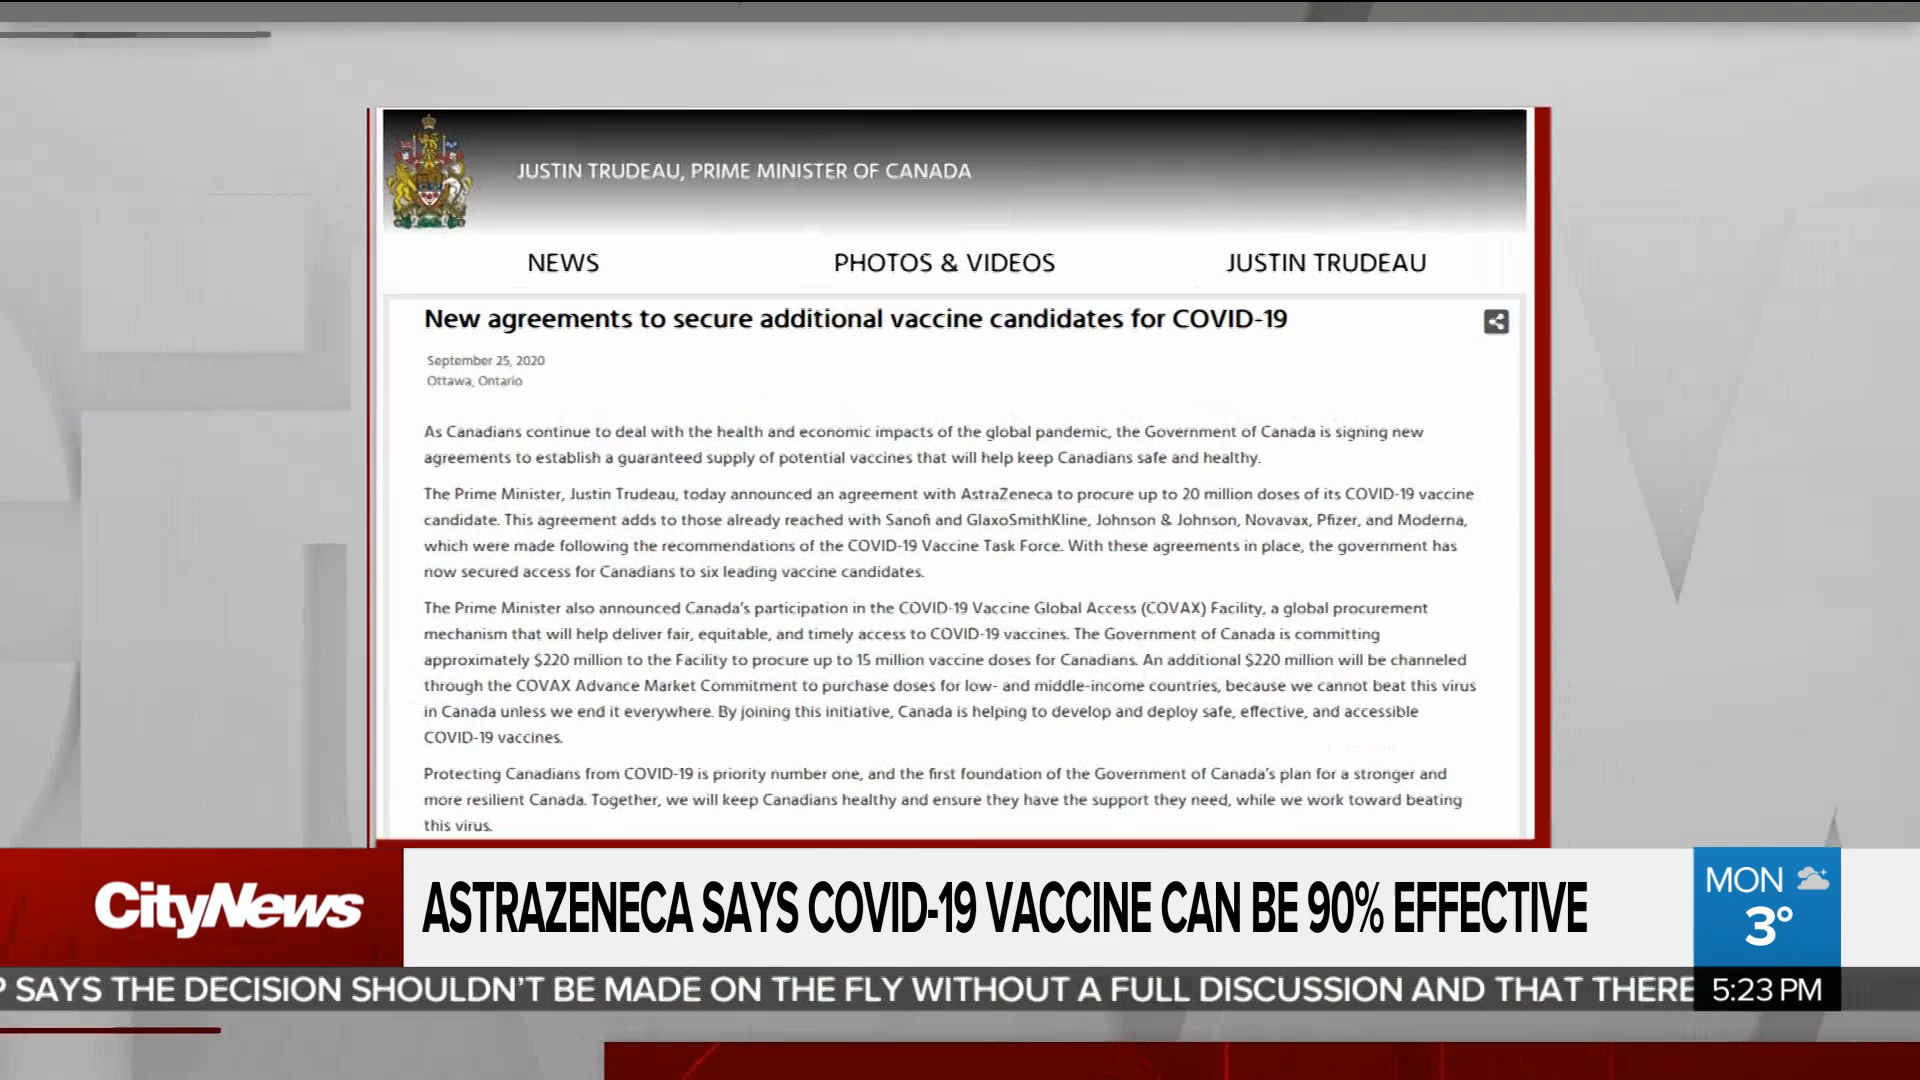 JUSTIN TRUDEAU, PRIME MINISTER OF CANADA
NEWS
PHOTOS & VIDEOS
JUSTIN TRUDEAU
New agreements to secure additional vaccine candidates for COVID-19
September 25, 2020
Ottawa, Ontario
As Canadians continue to deal with the health and economic impacts of the global pandemic, the Government of Canada is signing new
agreements to establish a guaranteed supply of potential vaccines that will help keep Canadians safe and healthy.
The Prime Minister, Justin Trudeau, today announced an agreement with AstraZeneca to procure up to 20 million doses of its COVID-19 vaccine
candidate. This agreement adds to those already reached with Sanofi and GlaxoSmithKline, Johnson & Johnson, Novavax, Pfizer, and Moderna,
which were made following the recommendations of the COVID-19 Vaccine Task Force. With these agreements in place, the government has
now secured access for Canadians to six leading vaccine candidates.
The Prime Minister also announced Canada's participation in the COVID-19 Vaccine Global Access (COVAX) Facility, a global procurement
mechanism that will help deliver fair, equitable, and timely access to COVID-19 vaccines. The Government of Canada is committing
approximately $220 million to the Facility to procure up to 15 million vaccine doses for Canadians. An additional $220 million will be channeled
through the COVAX Advance Market Commitment to purchase doses for low- and middle-income countries, because we cannot beat this virus
in Canada unless we end it everywhere. By joining this initiative, Canada is helping to develop and deploy safe, effective, and accessible
COVID-19 vaccines.
Protecting Canadians from COVID-19 is priority number one, and the first foundation of the Government of Canada's plan for a stronger and
more resilient Canada. Together, we will keep Canadians healthy and ensure they have the support they need, while we work toward beating
this virus.
CityNews
ASTRAZENECA SAYS COVID-19 VACCINE CAN BE 90% EFFECTIVE
MON
3°
SAYS THE DECISION SHOULDN'T BE MADE ON THE FLY WITHOUT A FULL DISCUSSION AND THAT THERE
5:23 PM